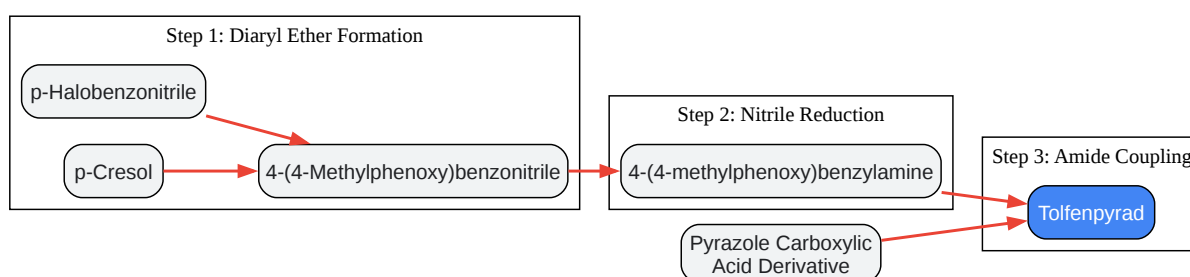 Step 1: Diaryl Ether Formation
p-Halobenzonitrile
p-Cresol
4-(4-Methylphenoxy)benzonitrile
Step 2: Nitrile Reduction
4-(4-methylphenoxy)benzylamine
Pyrazole Carboxylic
Acid Derivative
Step 3: Amide Coupling
Tolfenpyrad